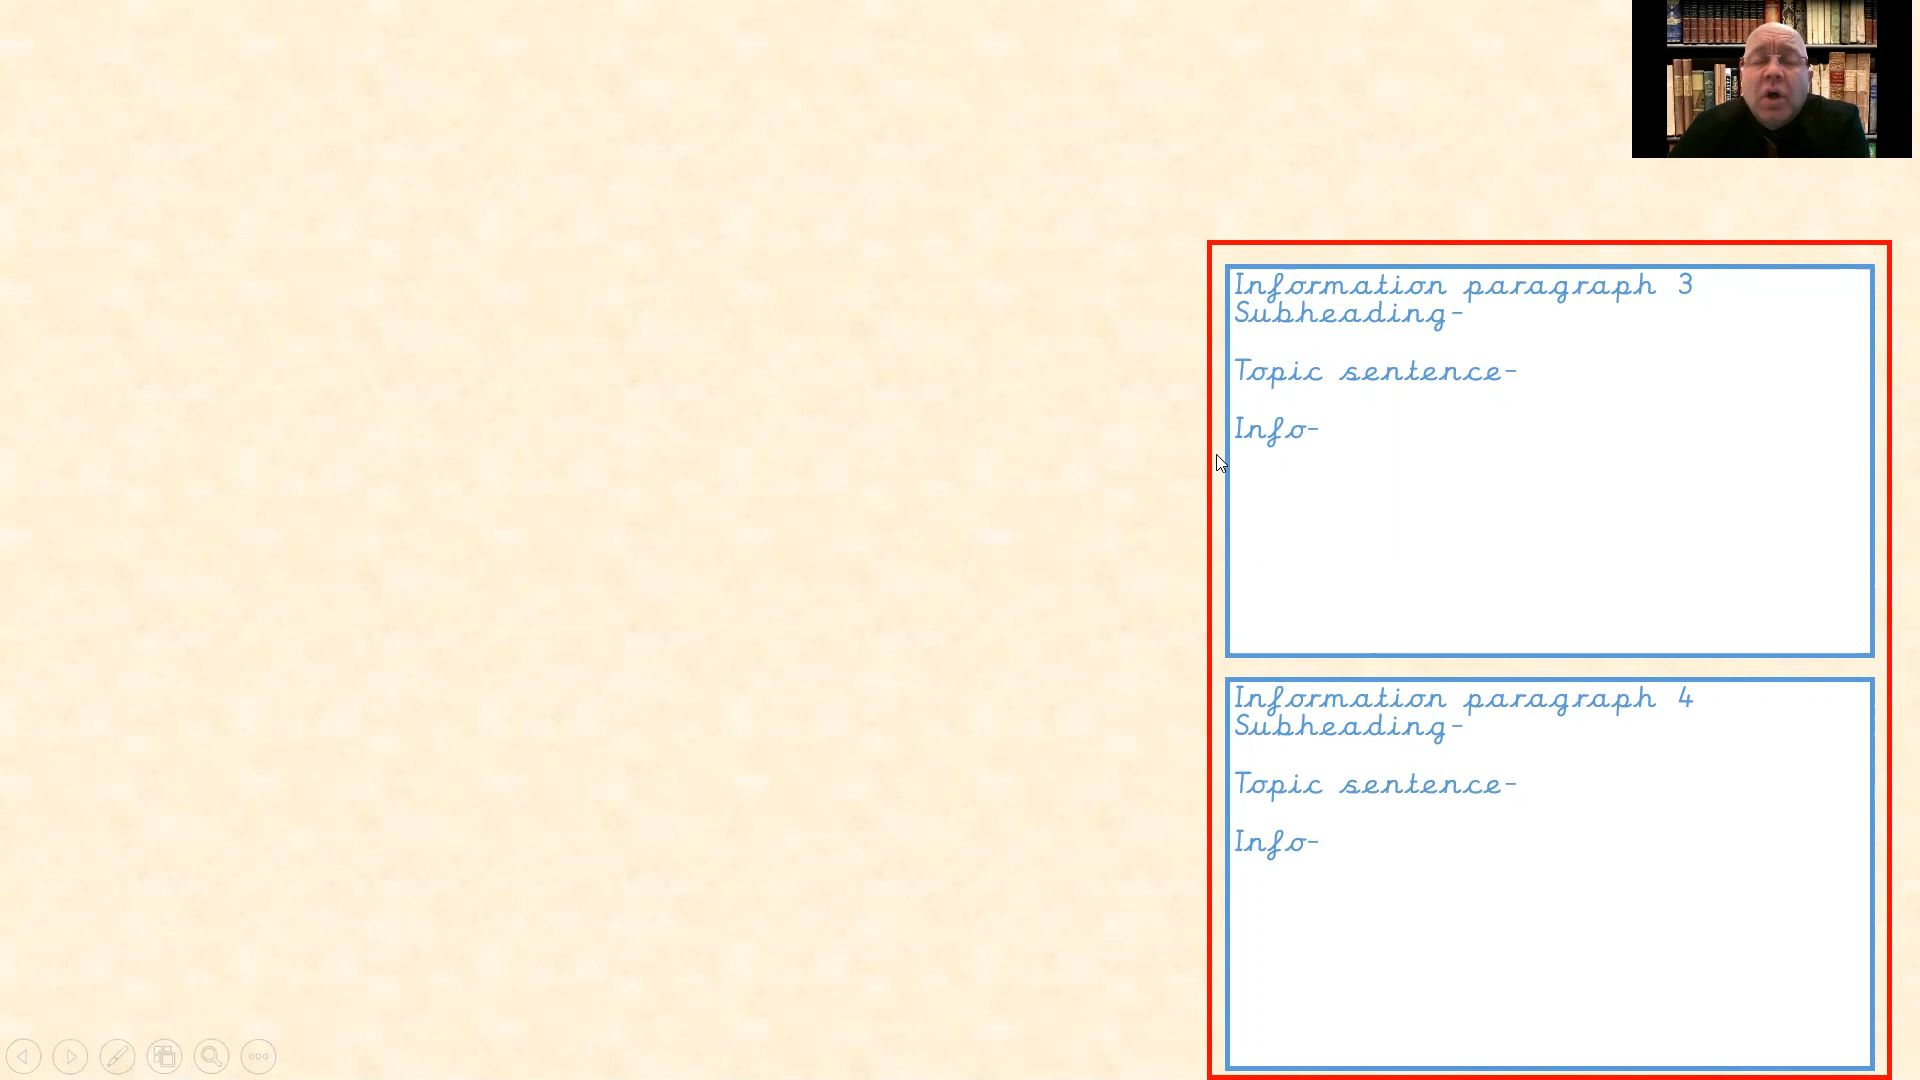 Information paragraph 3
Subheading-
Topic sentence-
Info-
Information paragraph 4
Subheading-
Topic sentence-
Info-